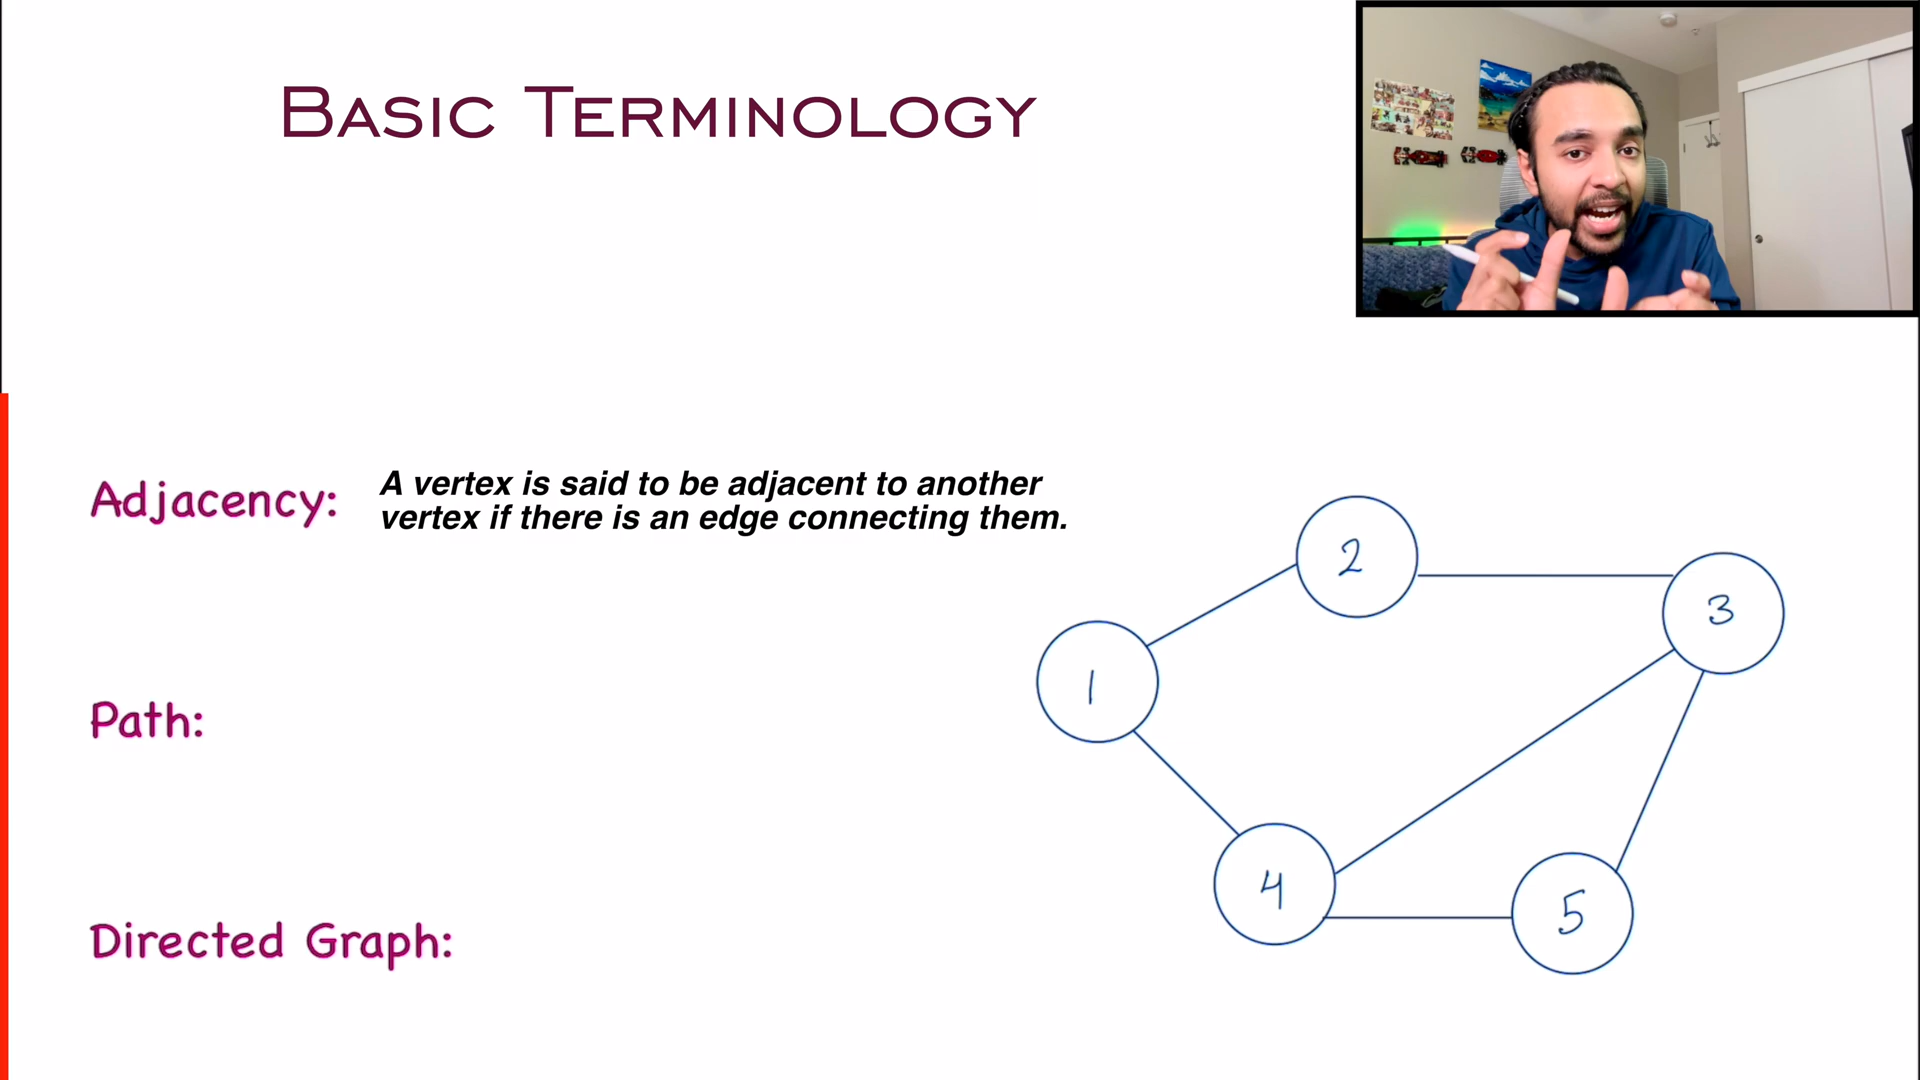 BASIC TERMINOLOGY
Adjacency:
A vertex is said to be adjacent to another
vertex if there is an edge connecting them.
2
3
1
Path:
4
5
Directed Graph: